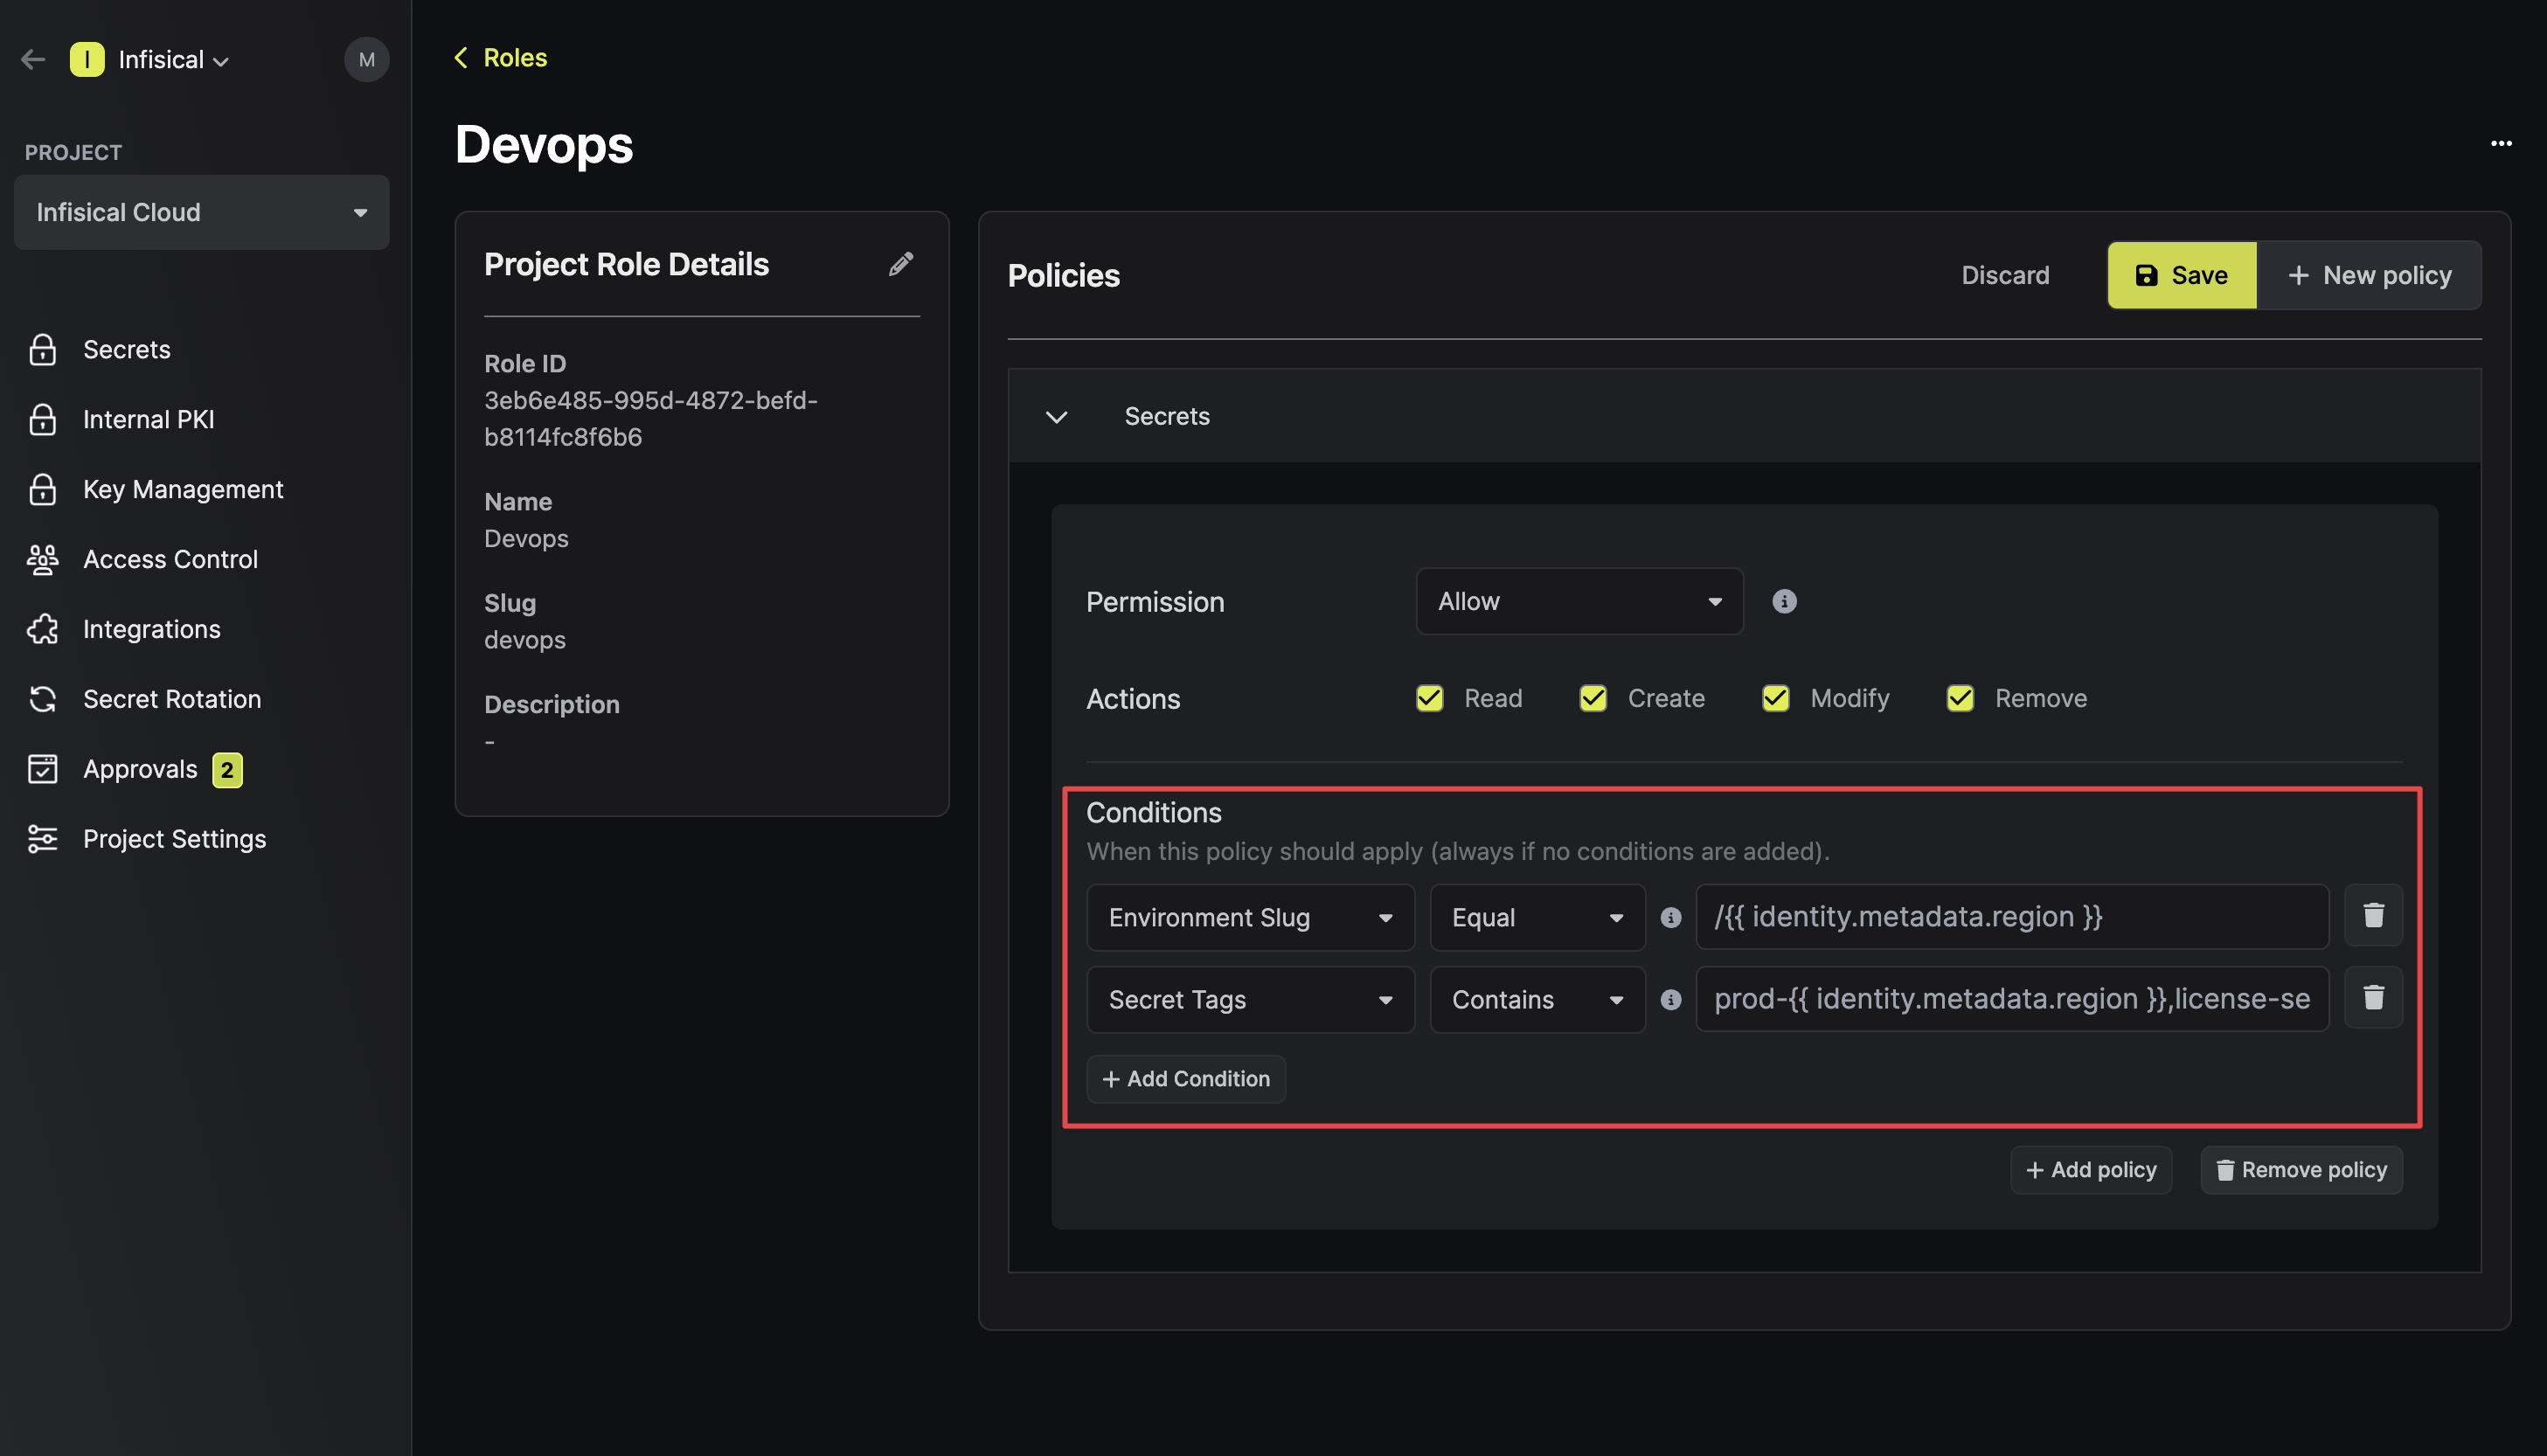 I Infisical
M
PROJECT
Infisical Cloud
Secrets
Internal PKI
Key Management
Access Control
Integrations
Secret Rotation
Approvals 2
Project Settings
Roles
Devops
Project Role Details
Role ID
3eb6e485-995d-4872-befd-
b8114fc8f6b6
Name
Devops
Slug
devops
Description
-
Policies
Discard
Save
+ New policy
Secrets
Permission
Allow
Actions
Read
Create
Modify
Remove
Conditions
When this policy should apply (always if no conditions are added).
Environment Slug
Equal
/{{ identity.metadata.region }}
Secret Tags
Contains
prod-{{ identity.metadata.region }},license-se
+ Add Condition
+ Add policy
Remove policy